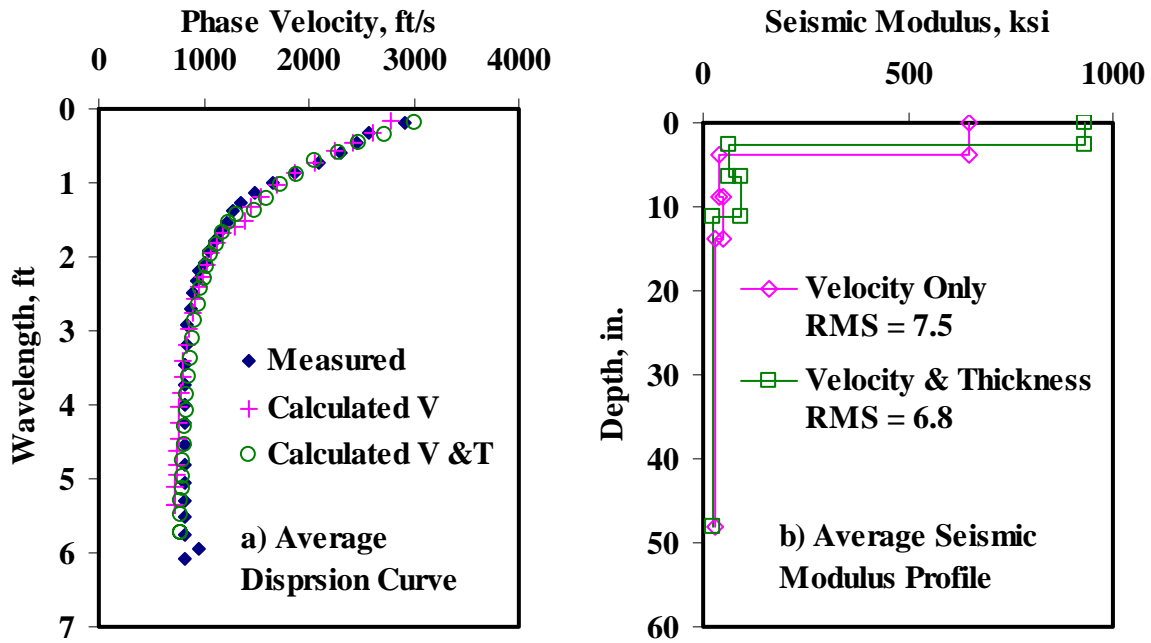 Phase Velocity, ft/s
0 1000 2000 3000 4000
0
1
2
3
4
5
6
7
Wavelength, ft
Measured
Calculated V
Calculated V &T
a) Average
Disprsion Curve
Seismic Modulus, ksi
0 500 1000
0
10
20
30
40
50
60
Depth, in.
Velocity Only
RMS = 7.5
Velocity & Thickness
RMS = 6.8
b) Average Seismic
Modulus Profile